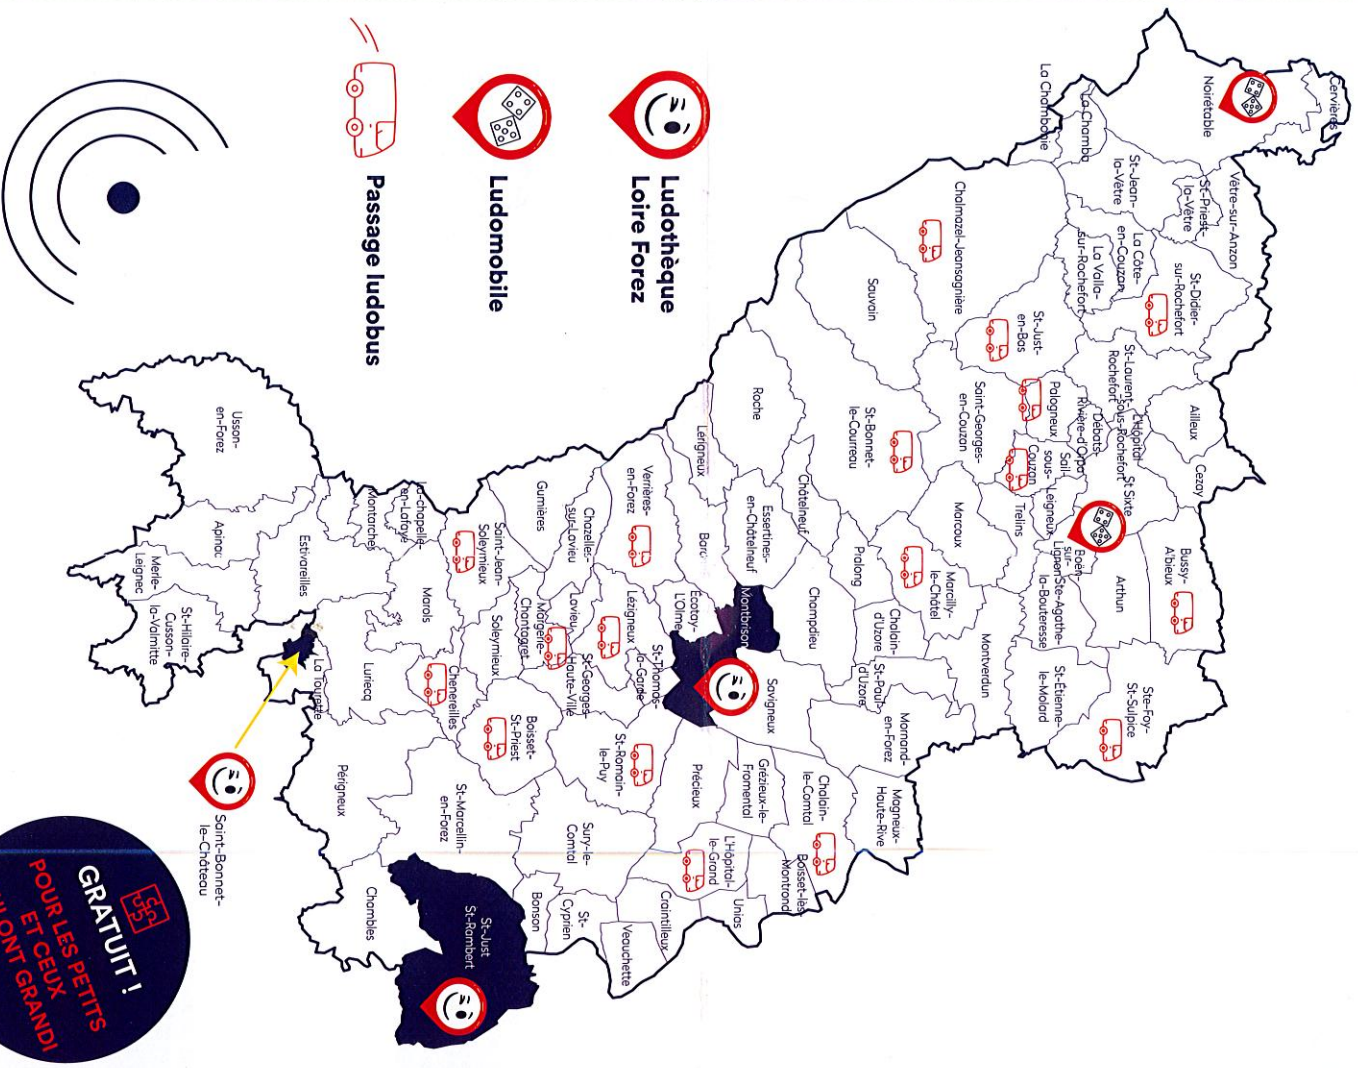 Cervières
Noirétable
La Chamba
La Chambonie
Vêtre-sur-Anzon
St-Priest-
la-Vêtre
St-Jean-
la-Vêtre
St-Didier-
sur-Rochefort
La Côte-
en-Couzan
La Valla-
sur-Rochefort
Chalmazel-Jeansagnière
Sauvain
St-Just-
en-Bas
St-Laurent-
Rochefort
Ailleux
Cezay
L'Hôpital-
sous-Rochefort
Débats-
Rivière-d'Orpra
Palogneux
Saint-Georges-
en-Couzan
Sail-
sous-
Couzan
St Sixte
Leigneux
Trelins
Marcoux
St-Bonnet-
le-Courreau
Roche
Lérigneux
Châtelneuf
Essertines-
en-Châtelneuf
Bard
Bussy-
Albieux
Arthun
Boën-
sur-
Lignon
Ste-Agathe-
la-Bouteresse
Marcilly-
le-Châtel
Pralong
Champdieu
Chalain-
d'Uzore
Montverdun
St-Étienne-
le-Molard
Ste-Foy-
St-Sulpice
St-Paul-
d'Uzore
Mornand-
en-Forez
Magneux-
Haute-Rive
Chalain-
le-Comtal
Savigneux
Montbrison
Écotay-
L'Olme
Grézieux-le-
Fromental
Précieux
Boisset-les
Montrond
L'Hôpital-
le-Grand
Unias
Craintilleux
Veauchette
Verrières-
en-Forez
Gumières
Chazelles-
sur-Lavieu
Lézigneux
St-Thomas-
la-Garde
Lavieu
St-Georges-
Haute-Ville
Margerie-
Chantagret
St-Romain-
le-Puy
Boisset-
St-Priest
Sury-le-
Comtal
St-
Cyprien
Bonson
Saint-Jean-
Soleymieux
Soleymieux
La-chapelle-
en-Lafaye
Montarcher
Marols
Chenereilles
Luriecq
St-Marcellin-
en-Forez
Périgneux
Chambles
St-Just
St-Rambert
Usson-
en-Forez
Estivareilles
Apinac
Merle-
Leignec
St-Hilaire-
Cusson-
la-Valmitte
La Tourette
Saint-Bonnet-
le-Château
Ludothèque
Loire Forez
Ludomobile
Passage ludobus
GRATUIT !
POUR LES PETITS
ET CEUX
ONT GRANDI